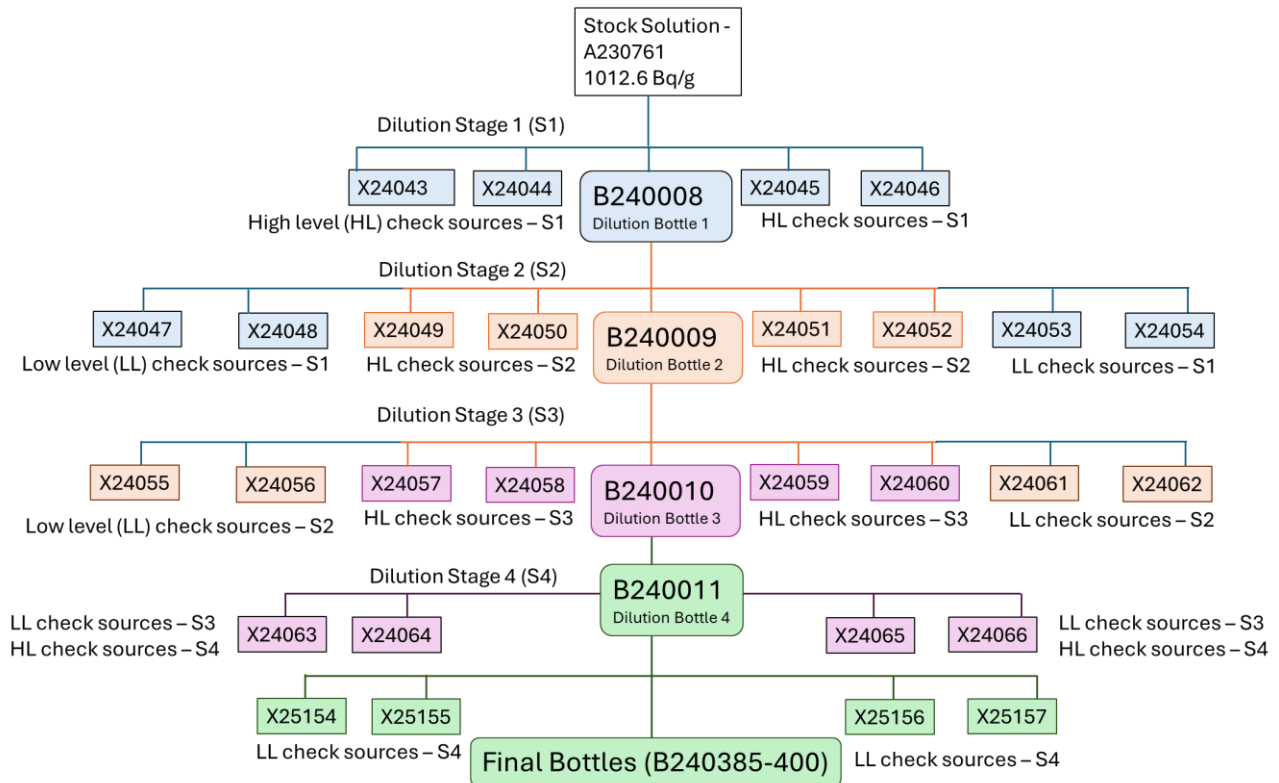 Stock Solution -
A230761
1012.6 Bq/g
Dilution Stage 1 (S1)
X24043
X24044
B240008
Dilution Bottle 1
X24045
X24046
High level (HL) check sources – S1
HL check sources – S1
Dilution Stage 2 (S2)
X24047
X24048
X24049
X24050
B240009
Dilution Bottle 2
X24051
X24052
X24053
X24054
Low level (LL) check sources – S1
HL check sources – S2
HL check sources – S2
LL check sources – S1
Dilution Stage 3 (S3)
X24055
X24056
X24057
X24058
B240010
Dilution Bottle 3
X24059
X24060
X24061
X24062
Low level (LL) check sources – S2
HL check sources – S3
HL check sources – S3
LL check sources – S2
Dilution Stage 4 (S4)
B240011
Dilution Bottle 4
LL check sources – S3
HL check sources – S4
X24063
X24064
X24065
X24066
LL check sources – S3
HL check sources – S4
X25154
X25155
X25156
X25157
LL check sources – S4
Final Bottles (B240385-400)
LL check sources – S4